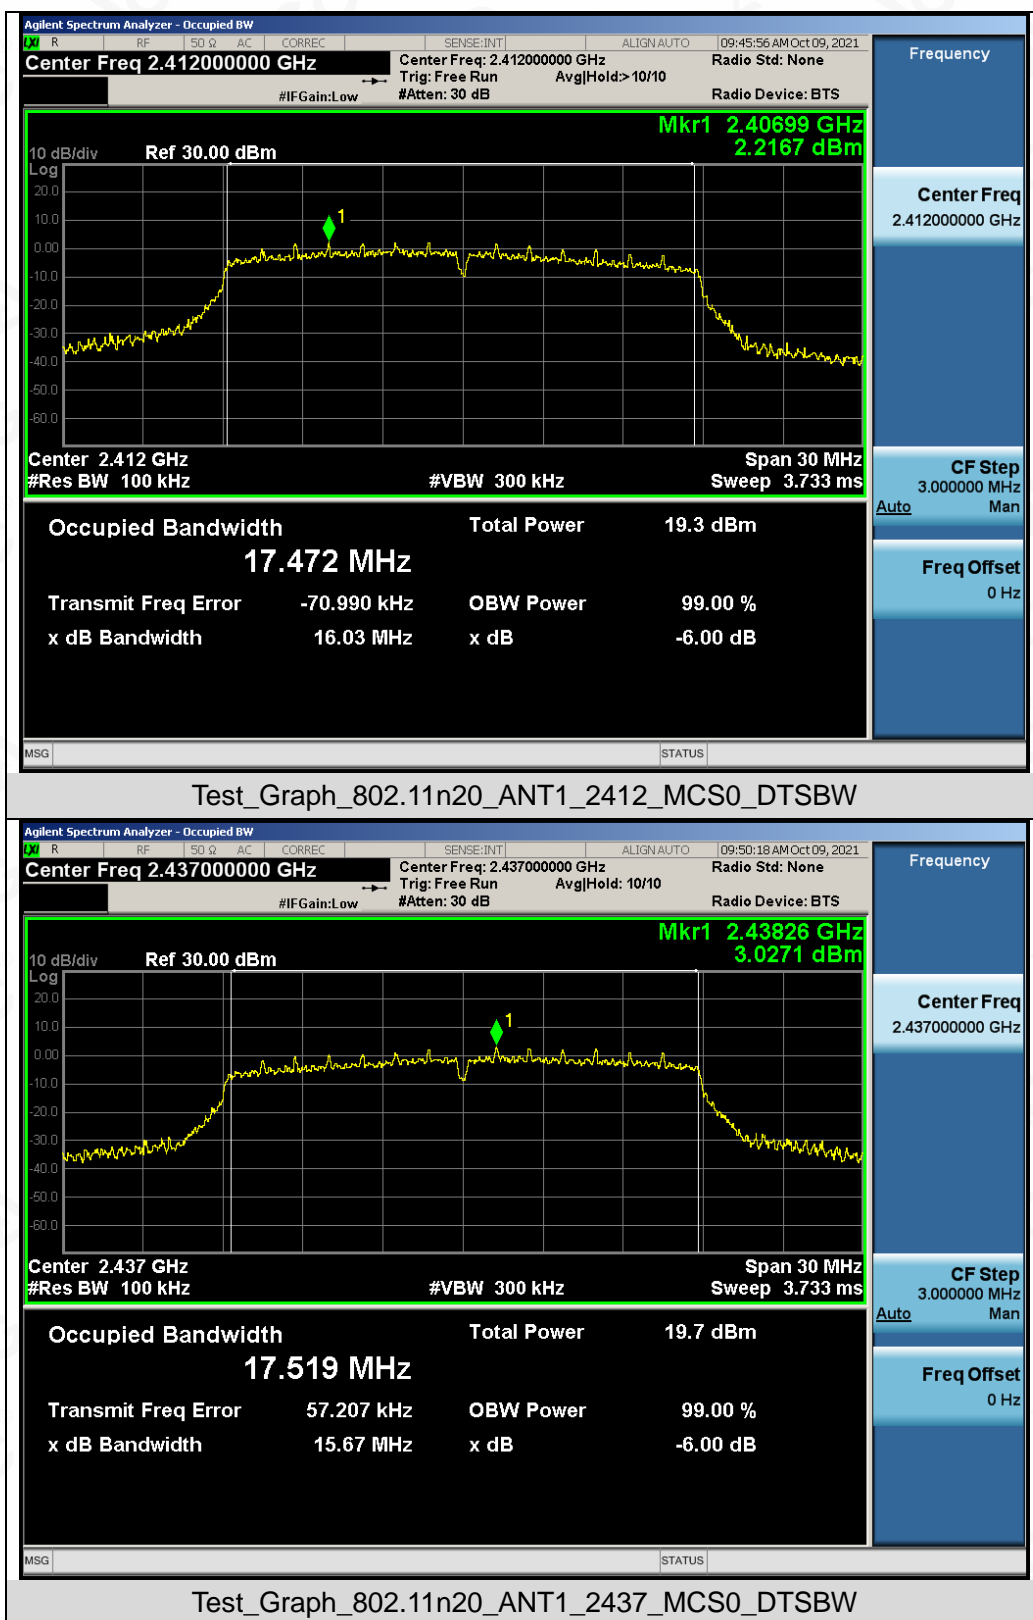 Agilent Spectrum Analyzer - Occupied BW
LXI R RF 50 Ω AC CORREC SENSE:INT ALIGN AUTO 09:45:56 AM Oct 09, 2021
Center Freq 2.412000000 GHz
Center Freq: 2.412000000 GHz
Radio Std: None
Trig: Free Run Avg|Hold:> 10/10
#IFGain:Low #Atten: 30 dB Radio Device: BTS
Frequency
Mkr1 2.40699 GHz
2.2167 dBm
10 dB/div Ref 30.00 dBm
Log
20.0
10.0
0.00
-10.0
-20.0
-30.0
-40.0
-50.0
-60.0
1
Center Freq
2.412000000 GHz
Center 2.412 GHz Span 30 MHz
#Res BW 100 kHz #VBW 300 kHz Sweep 3.733 ms
CF Step
3.000000 MHz
Auto Man
Occupied Bandwidth Total Power 19.3 dBm
17.472 MHz
Transmit Freq Error -70.990 kHz OBW Power 99.00 %
x dB Bandwidth 16.03 MHz x dB -6.00 dB
Freq Offset
0 Hz
MSG STATUS
Test_Graph_802.11n20_ANT1_2412_MCS0_DTSBW
Agilent Spectrum Analyzer - Occupied BW
LXI R RF 50 Ω AC CORREC SENSE:INT ALIGN AUTO 09:50:18 AM Oct 09, 2021
Center Freq 2.437000000 GHz
Center Freq: 2.437000000 GHz
Radio Std: None
Trig: Free Run Avg|Hold: 10/10
#IFGain:Low #Atten: 30 dB Radio Device: BTS
Frequency
Mkr1 2.43826 GHz
3.0271 dBm
10 dB/div Ref 30.00 dBm
Log
20.0
10.0
0.00
-10.0
-20.0
-30.0
-40.0
-50.0
-60.0
1
Center Freq
2.437000000 GHz
Center 2.437 GHz Span 30 MHz
#Res BW 100 kHz #VBW 300 kHz Sweep 3.733 ms
CF Step
3.000000 MHz
Auto Man
Occupied Bandwidth Total Power 19.7 dBm
17.519 MHz
Transmit Freq Error 57.207 kHz OBW Power 99.00 %
x dB Bandwidth 15.67 MHz x dB -6.00 dB
Freq Offset
0 Hz
MSG STATUS
Test_Graph_802.11n20_ANT1_2437_MCS0_DTSBW